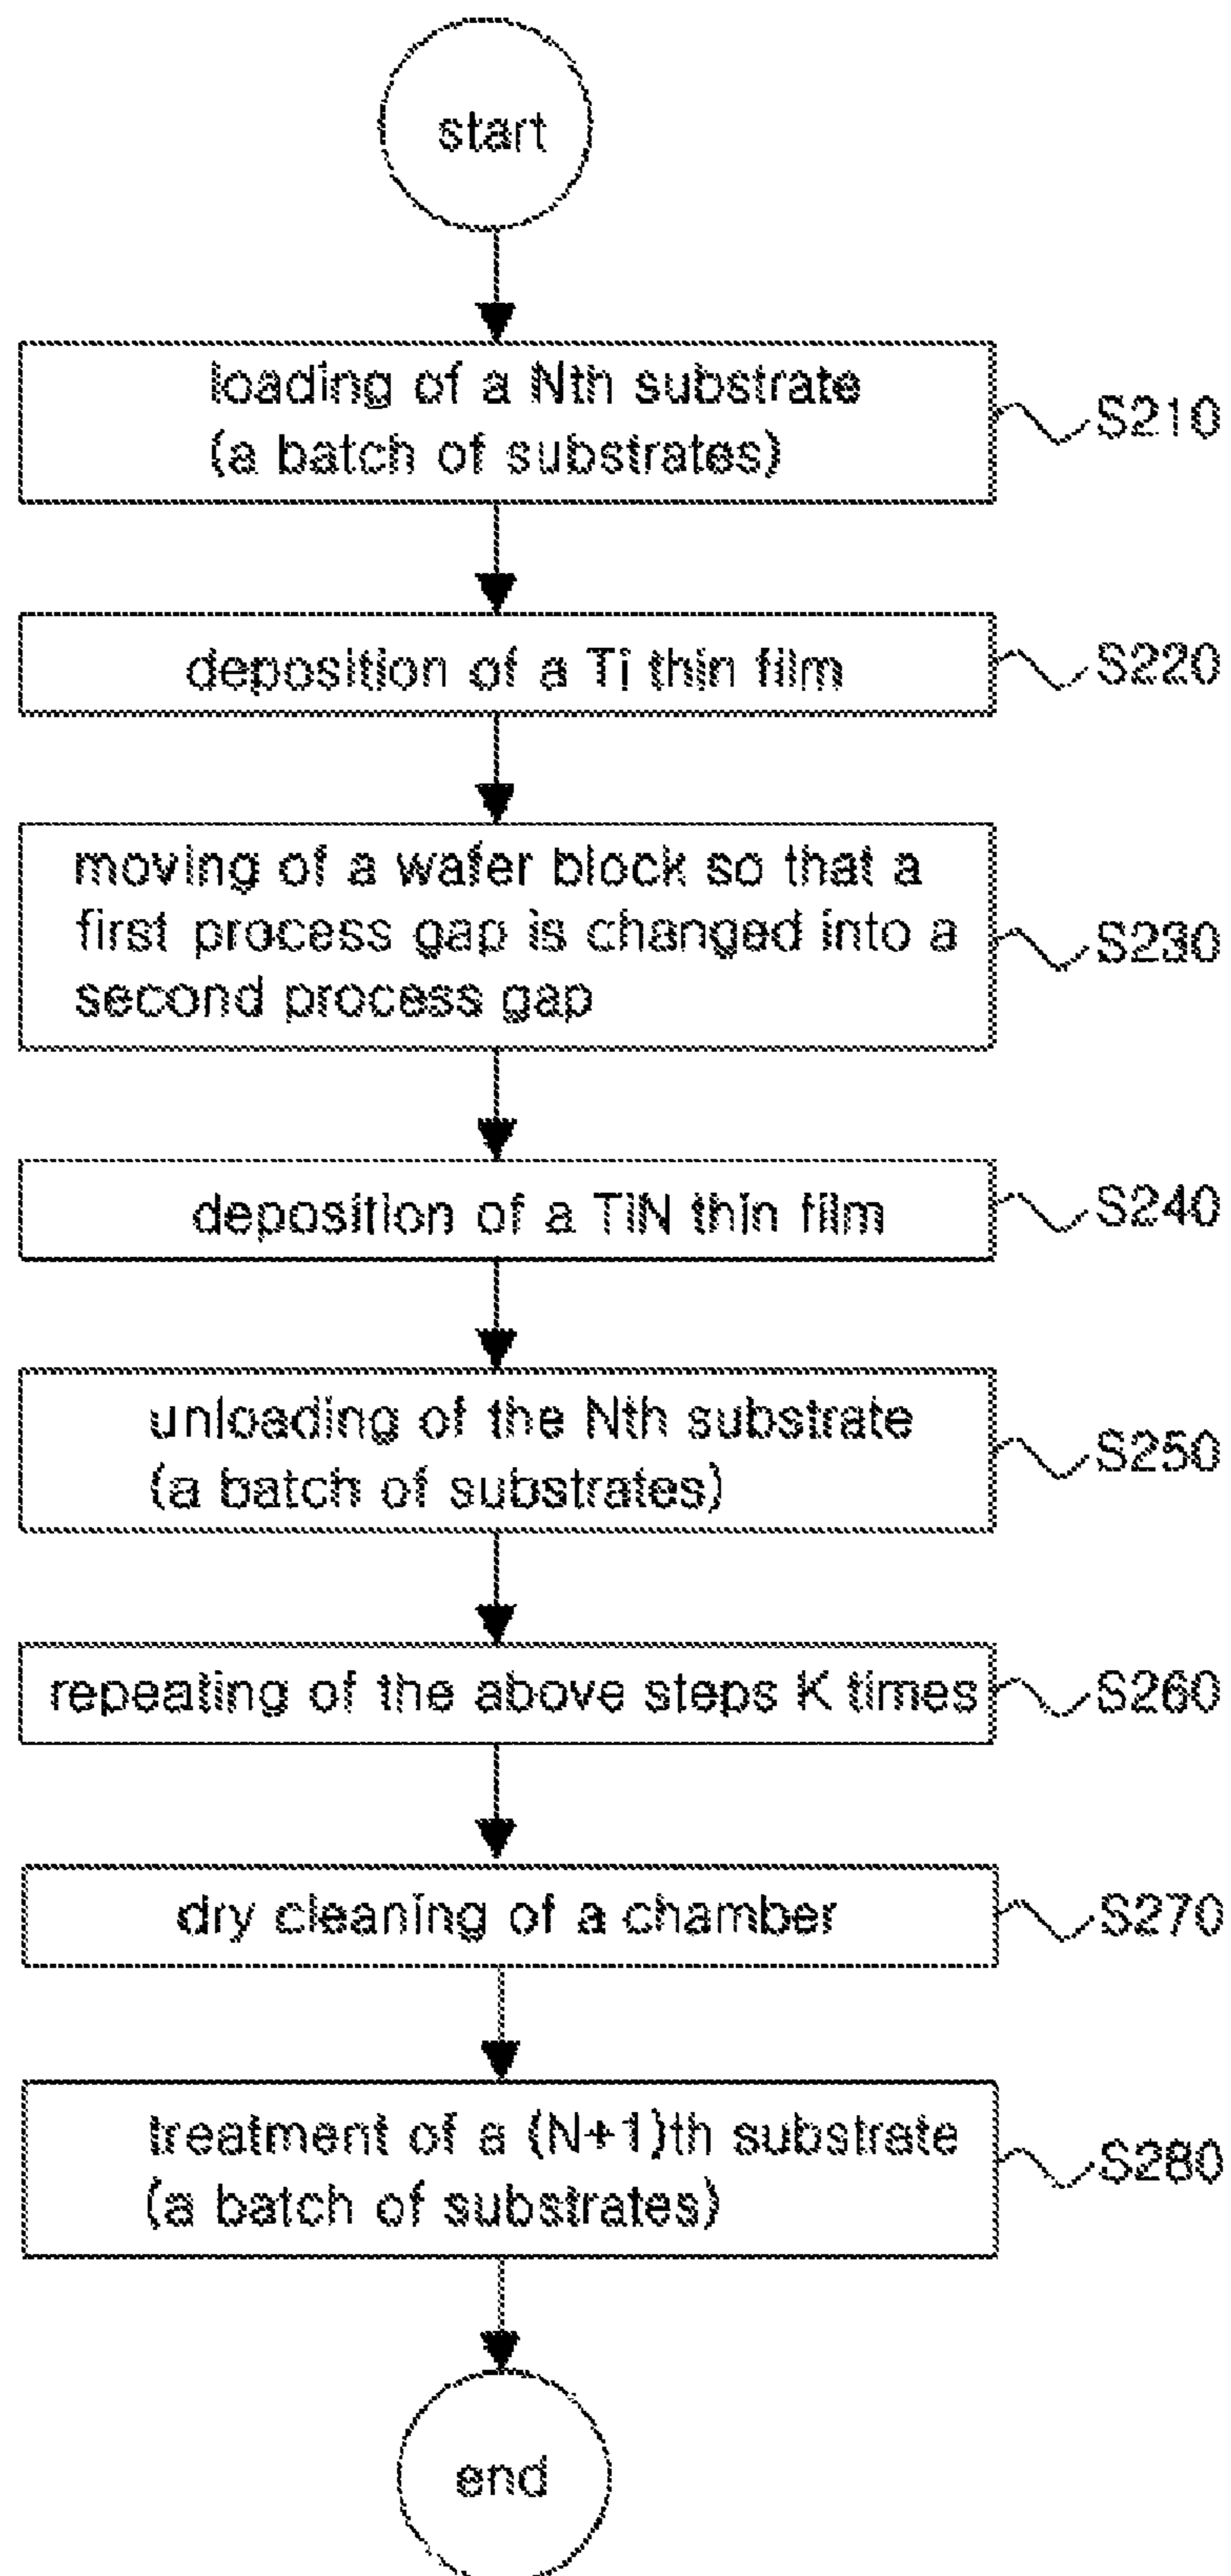 start
loading of a Nth substrate
(a batch of substrates)
S210
deposition of a Ti thin film
S220
moving of a wafer block so that a
first process gap is changed into a
second process gap
S230
deposition of a TiN thin film
S240
unloading of the Nth substrate
(a batch of substrates)
S250
repeating of the above steps K times
S260
dry cleaning of a chamber
S270
treatment of a (N+1)th substrate
(a batch of substrates)
S280
end